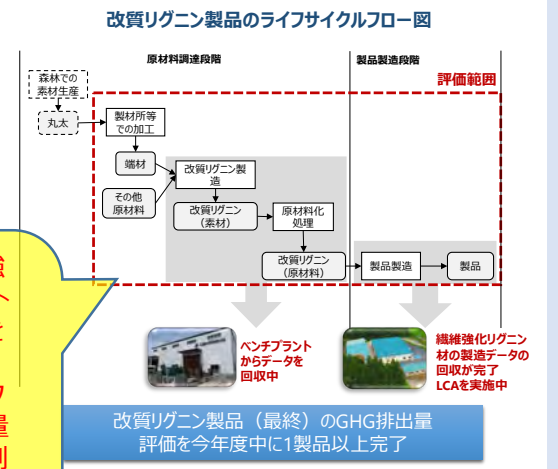 改質リグニン製品のライフサイクルフロー図
原材料調達段階
製品製造段階
評価範囲
森林での
素材生産
丸太
製材所等
での加工
端材
その他
原材料
改質リグニン製
造
改質リグニン
（素材）
原材料化
処理
改質リグニン
（原材料）
製品製造
製品
ベンチプラント
からデータを
回収中
繊維強化リグニン
材の製造データの
回収が完了
LCAを実施中
改質リグニン製品（最終）のGHG排出量
評価を今年度中に1製品以上完了
量